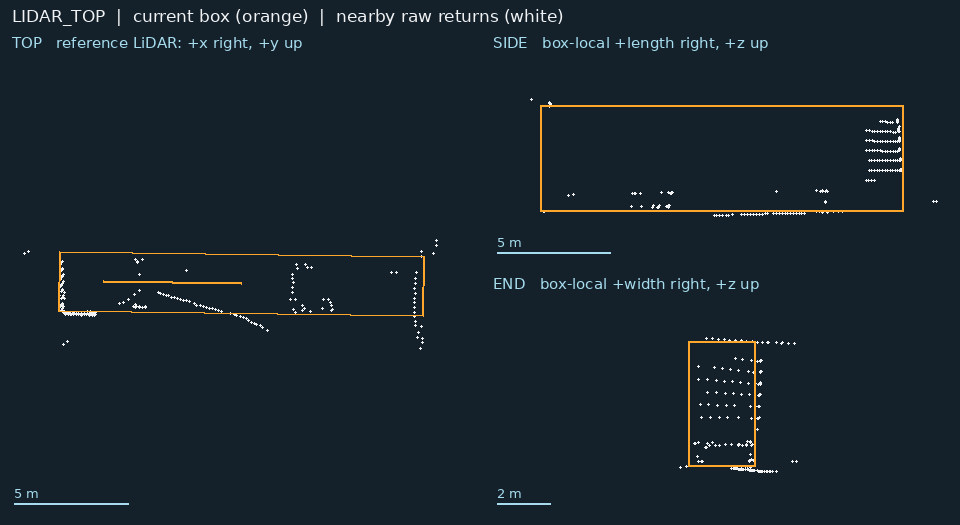 LIDAR_TOP | current box (orange) | nearby raw returns (white)
TOP reference LiDAR: +x right, +y up
SIDE box-local +length right, +z up
5 m
END box-local +width right, +z up
5 m
2 m